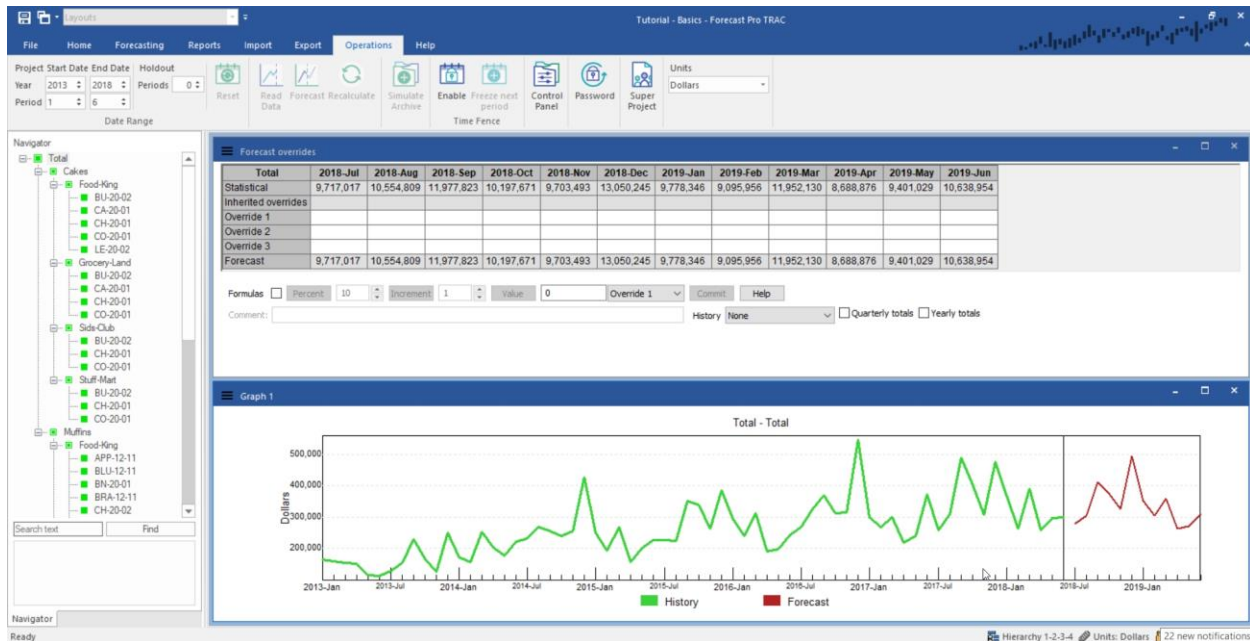 Layouts
Tutorial - Basics - Forecast Pro TRAC
File Home Forecasting Reports Import Export Operations Help
Project Start Date End Date Holdout
Year 2013 2018 Periods 0
Period 1 6
Date Range
Reset
Read Data
Forecast
Recalculate
Simulate Archive
Enable
Freeze next period
Time Fence
Control Panel
Password
Super Project
Units
Dollars
Navigator
Total
Cakes
Food-King
BU-20-02
CA-20-01
CH-20-01
CO-20-01
LE-20-02
Grocery-Land
BU-20-02
CA-20-01
CH-20-01
CO-20-01
Sids-Club
BU-20-02
CH-20-01
CO-20-01
Stuff-Mart
BU-20-02
CH-20-01
CO-20-01
Muffins
Food-King
APP-12-11
BLU-12-11
BN-20-01
BRA-12-11
CH-20-02
Search text Find
Navigator
Forecast overrides
Total 2018-Jul 2018-Aug 2018-Sep 2018-Oct 2018-Nov 2018-Dec 2019-Jan 2019-Feb 2019-Mar 2019-Apr 2019-May 2019-Jun
Statistical 9,717,017 10,554,809 11,977,823 10,197,671 9,703,493 13,050,245 9,778,346 9,095,956 11,952,130 8,688,876 9,401,029 10,638,954
Inherited overrides
Override 1
Override 2
Override 3
Forecast 9,717,017 10,554,809 11,977,823 10,197,671 9,703,493 13,050,245 9,778,346 9,095,956 11,952,130 8,688,876 9,401,029 10,638,954
Formulas Percent 10 Increment 1 Value 0 Override 1 Commit Help
Comment: History None Quarterly totals Yearly totals
Graph 1
Total - Total
500,000
400,000
300,000
200,000
Dollars
2013-Jan 2013-Jul 2014-Jan 2014-Jul 2015-Jan 2015-Jul 2016-Jan 2016-Jul 2017-Jan 2017-Jul 2018-Jan 2018-Jul 2019-Jan
History Forecast
Ready
Hierarchy 1-2-3-4 Units: Dollars 22 new notifications